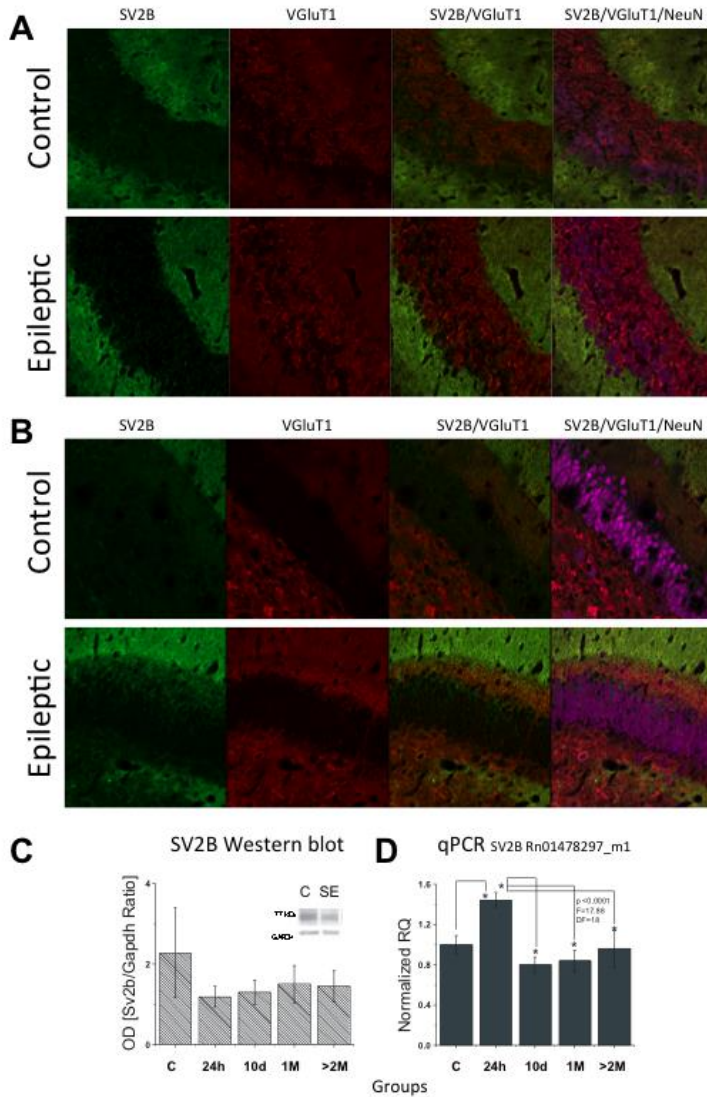 A
SV2B VGluT1 SV2B/VGluT1 SV2B/VGluT1/NeuN
Control
Epileptic
B
SV2B VGluT1 SV2B/VGluT1 SV2B/VGluT1/NeuN
Control
Epileptic
C
SV2B Western blot
OD [Sv2b/Gapdh Ratio]
4
2
0
C SE
GAPDH
C 24h 10d 1M >2M
D
qPCR SV2B Rn01478297_m1
Normalized RQ
1.6
1.2
0.8
0.4
0.0
* * * * *
p <0.0001
F=17.86
DF=18
C 24h 10d 1M >2M
Groups